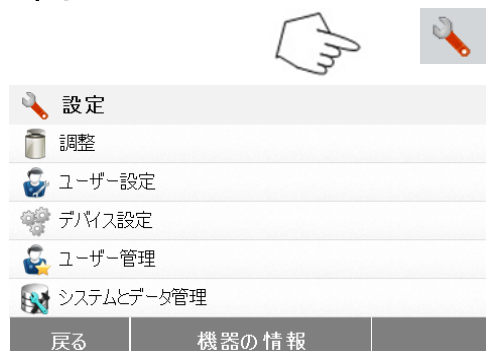 設定
調整
ユーザー設定
デバイス設定
ユーザー管理
システムとデータ管理
戻る 機器の情報